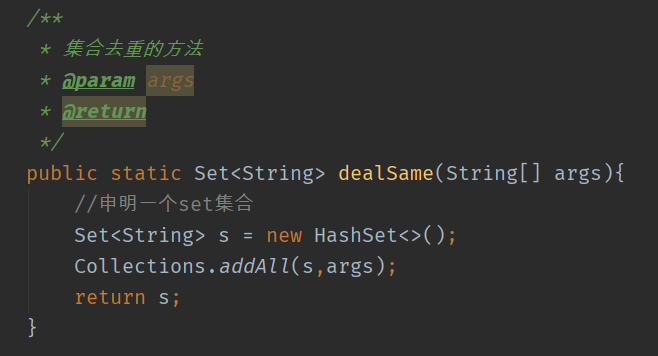 /**
 * 集合去重的方法
 * @param args
 * @return
 */
public static Set<String> dealSame(String[] args){
    //申明一个set集合
    Set<String> s = new HashSet<>();
    Collections.addAll(s,args);
    return s;
}